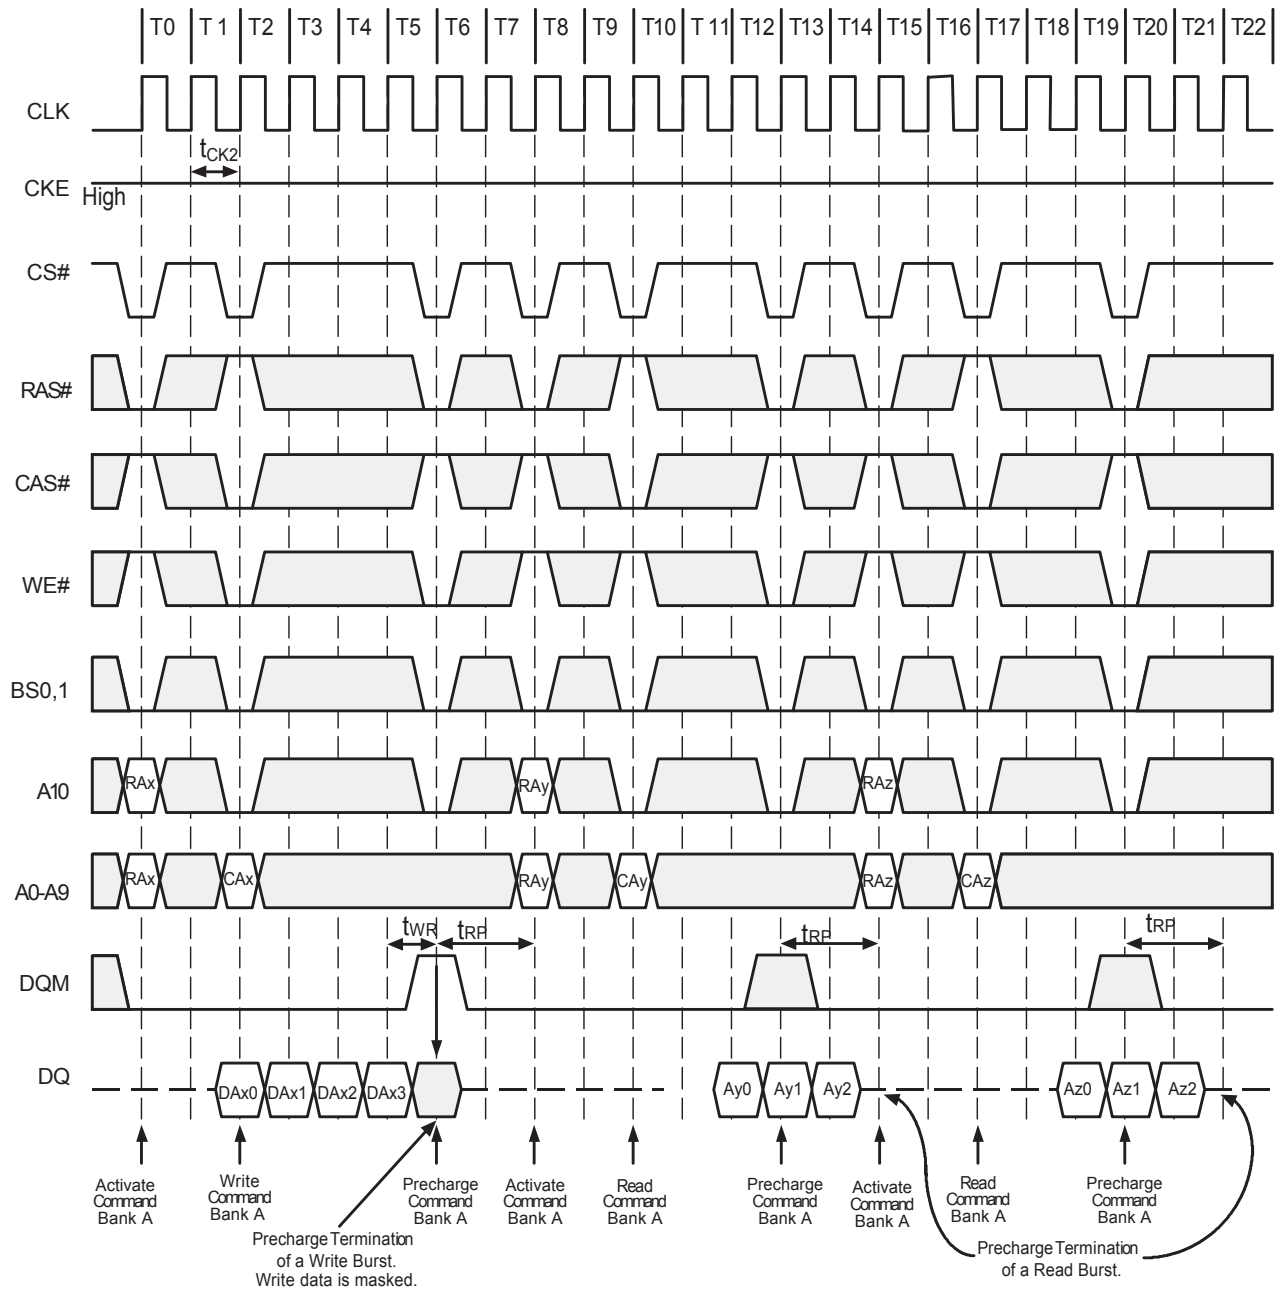 T0 T 1 T2 T3 T4 T5 T6 T7 T8 T9 T10 T 11 T12 T13 T14 T15 T16 T17 T18 T19 T20 T21 T22
CLK
tCK2
CKE High
CS#
RAS#
CAS#
WE#
BS0,1
A10 RAx RAy RAz
A0-A9 RAx CAx RAy CAy RAz CAz
tWR tRP tRP tRP
DQM
DQ DAx0 DAx1 DAx2 DAx3 Ay0 Ay1 Ay2 Az0 Az1 Az2
Activate
Command
Bank A
Write
Command
Bank A
Precharge
Command
Bank A
Activate
Command
Bank A
Read
Command
Bank A
Precharge
Command
Bank A
Activate
Command
Bank A
Read
Command
Bank A
Precharge
Command
Bank A
Precharge Termination
of a Write Burst.
Write data is masked.
Precharge Termination
of a Read Burst.